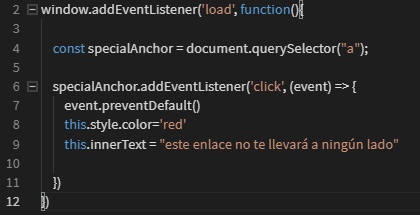 2 window.addEventListener('load', function(){
3
4 const specialAnchor = document.querySelector("a");
5
6 specialAnchor.addEventListener('click', (event) => {
7 event.preventDefault()
8 this.style.color='red'
9 this.innerText = "este enlace no te llevará a ningún lado"
10
11 })
12 })